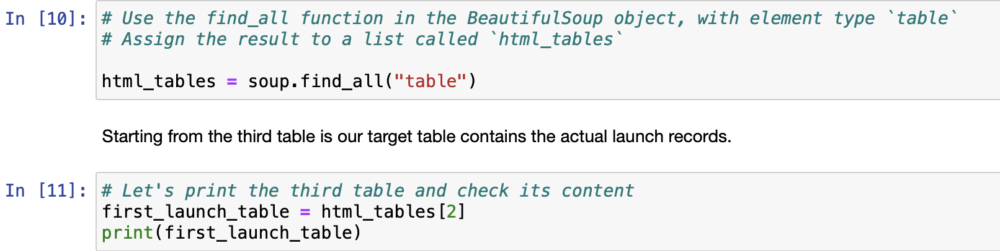 In [10]: # Use the find_all function in the BeautifulSoup object, with element type `table`
# Assign the result to a list called `html_tables`
html_tables = soup.find_all("table")
Starting from the third table is our target table contains the actual launch records.
In [11]: # Let's print the third table and check its content
first_launch_table = html_tables[2]
print(first_launch_table)